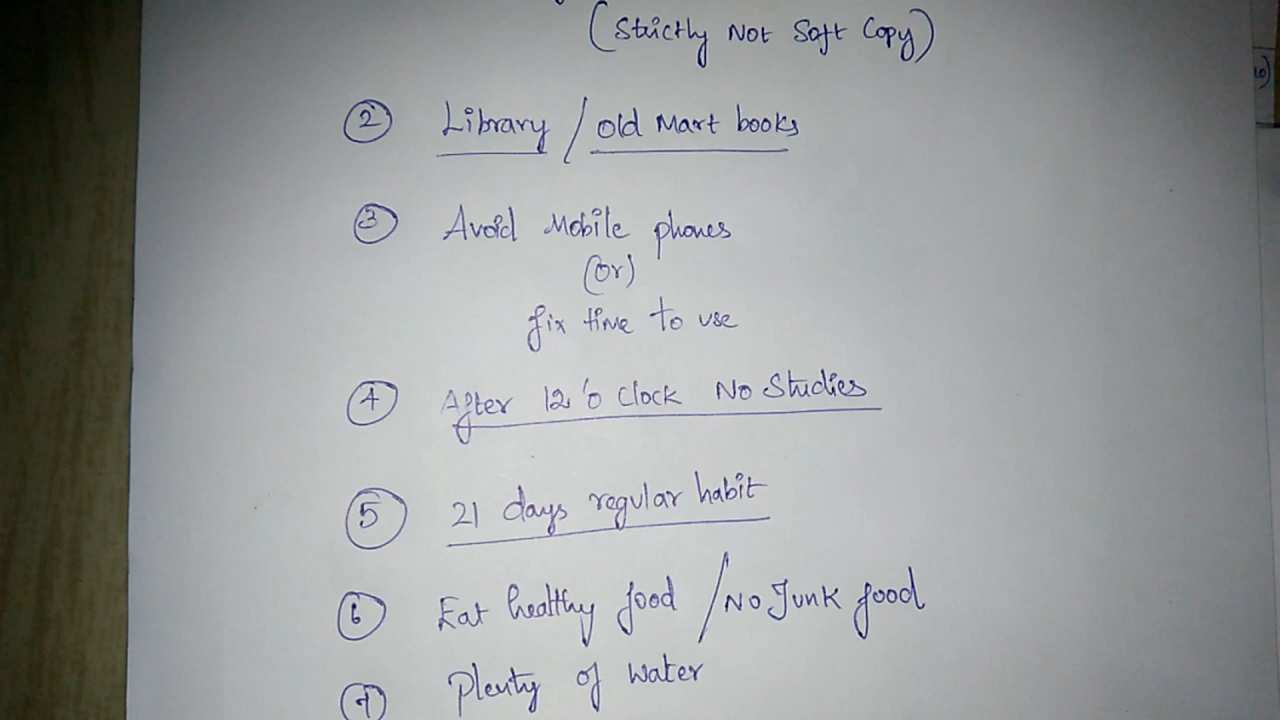 (Strictly Not Soft Copy)
2 Library / old Mart books
3 Avoid Mobile phones
(or)
fix time to use
4 After 12 'o Clock No Studies
5 21 days regular habit
6 Eat healthy food / No Junk food
7 Plenty of water
10)